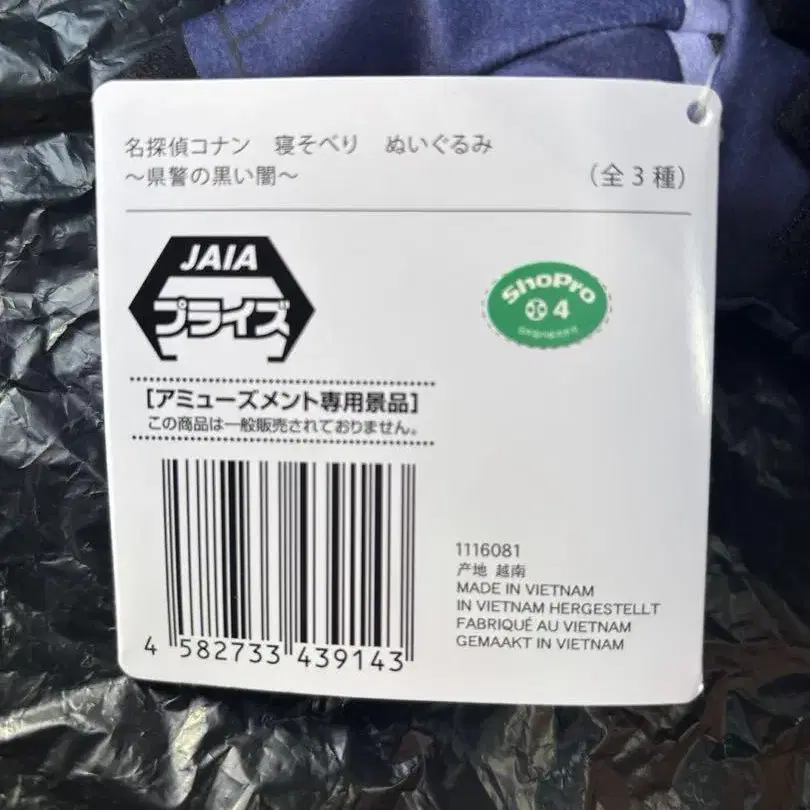 名探偵コナン 寝そべり ぬいぐるみ
～県警の黒い闇～ (全3種)
JAIA
プライズ
ShoPro
4
[アミューズメント専用景品]
この商品は一般販売されておりません。
4 582733 439143
1116081
产地 越南
MADE IN VIETNAM
IN VIETNAM HERGESTELLT
FABRIQUÉ AU VIETNAM
GEMAAKT IN VIETNAM